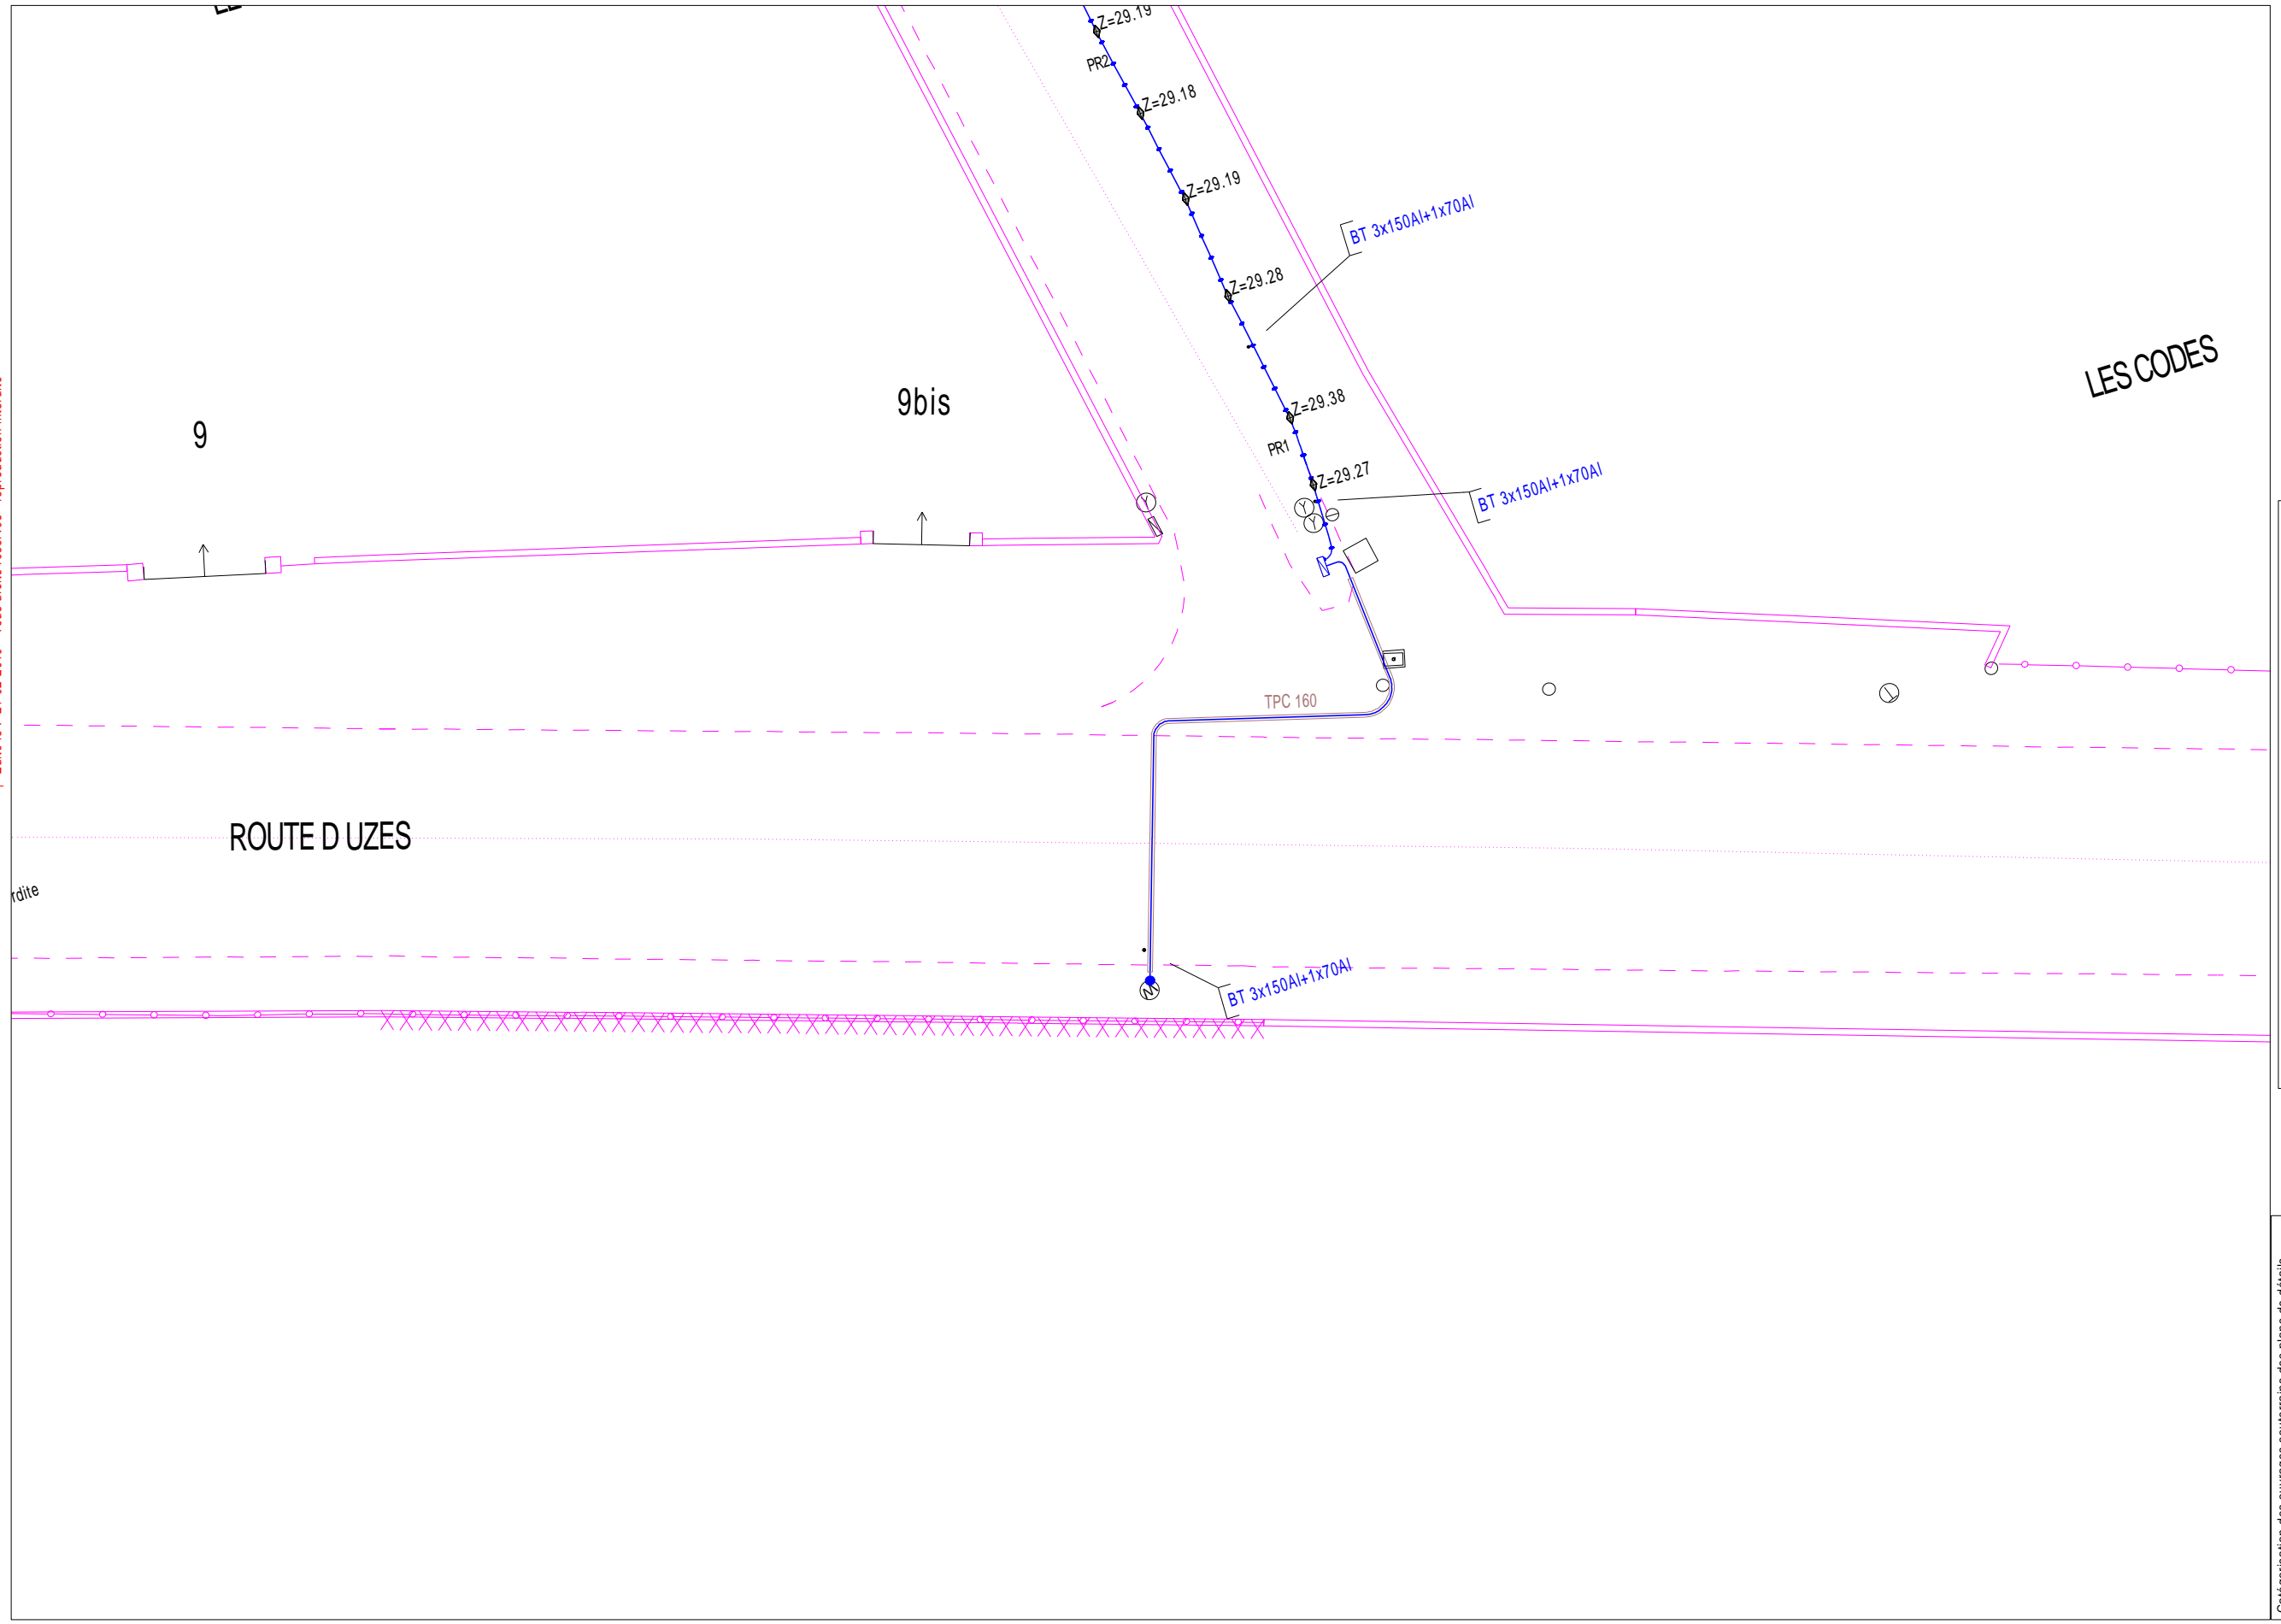 Z=29.19
PR2
Z=29.18
Z=29.19
BT 3x150Al+1x70Al
Z=29.28
LES CODES
9bis
Z=29.38
9
PR1
Z=29.27
BT 3x150Al+1x70Al
Y
Y
Y
TPC 160
ROUTE D UZES
rdite
BT 3x150Al+1x70Al